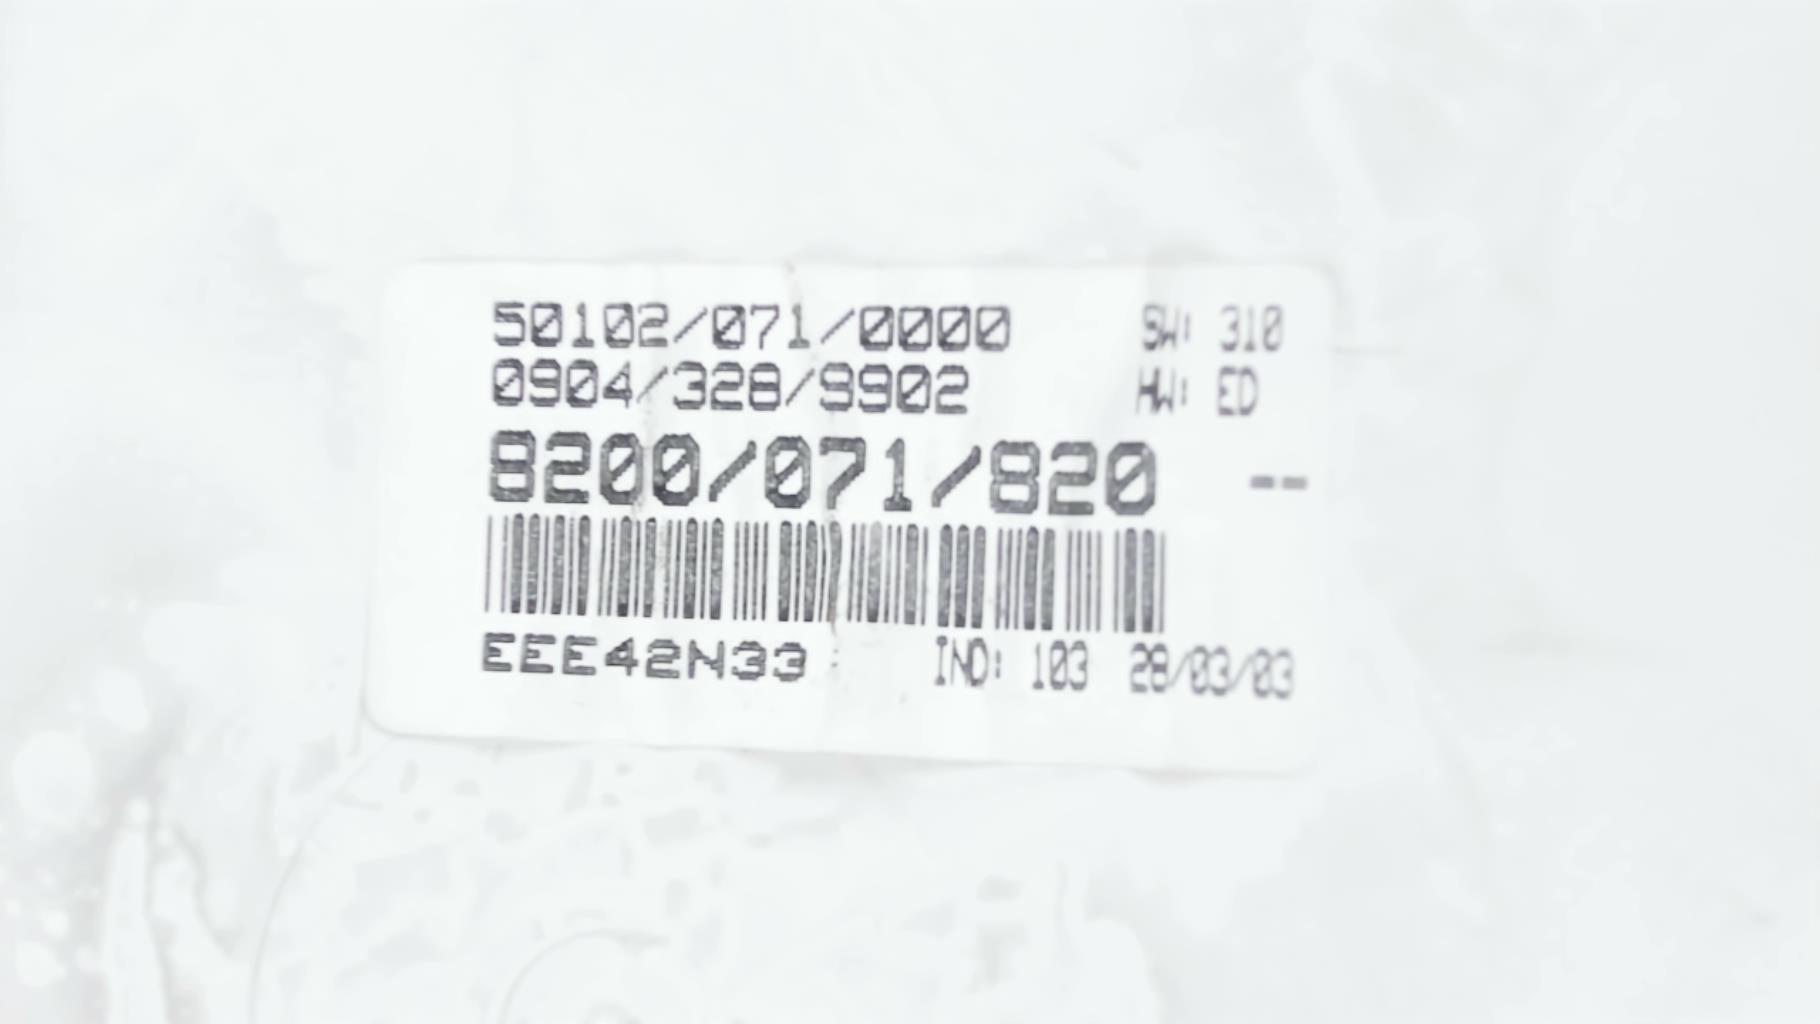 50102/071/0000 SW: 310
0904/328/9902 HW: ED
8200/071/820 --
EEE42N33 IND: 103 28/03/03